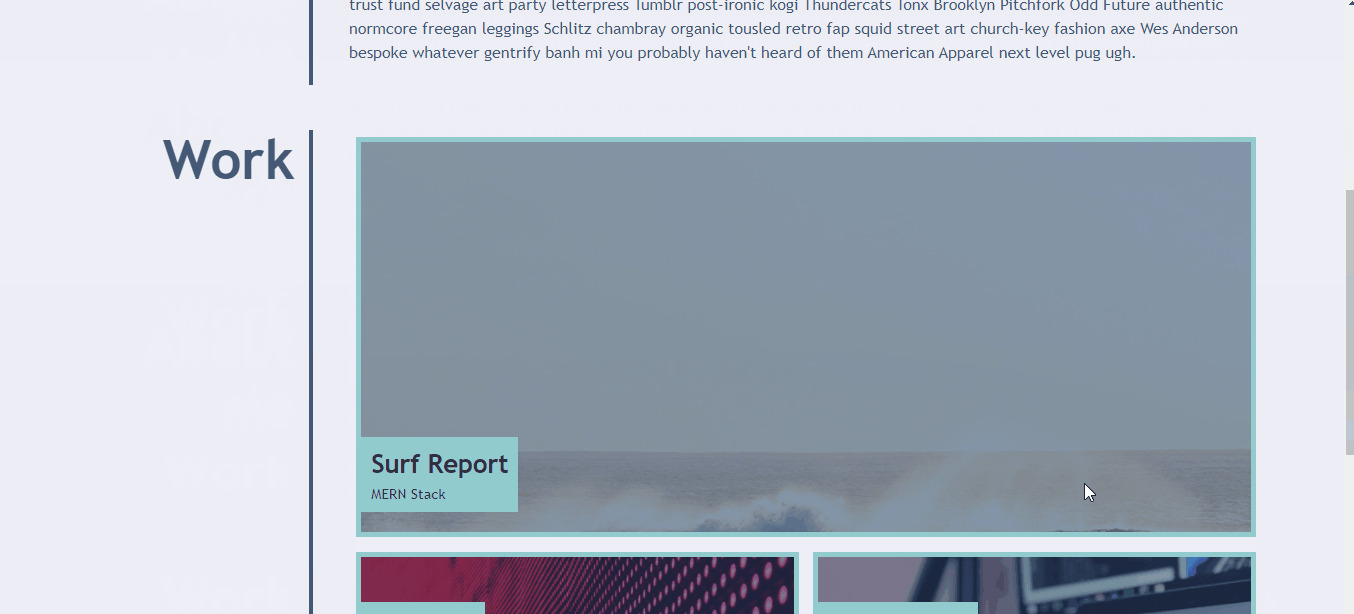 trust fund selvage art party letterpress Tumblr post-ironic kogi Thundercats Tonx Brooklyn Pitchfork Odd Future authentic
normcore freegan leggings Schlitz chambray organic tousled retro fap squid street art church-key fashion axe Wes Anderson
bespoke whatever gentrify banh mi you probably haven't heard of them American Apparel next level pug ugh.
Work
Surf Report
MERN Stack